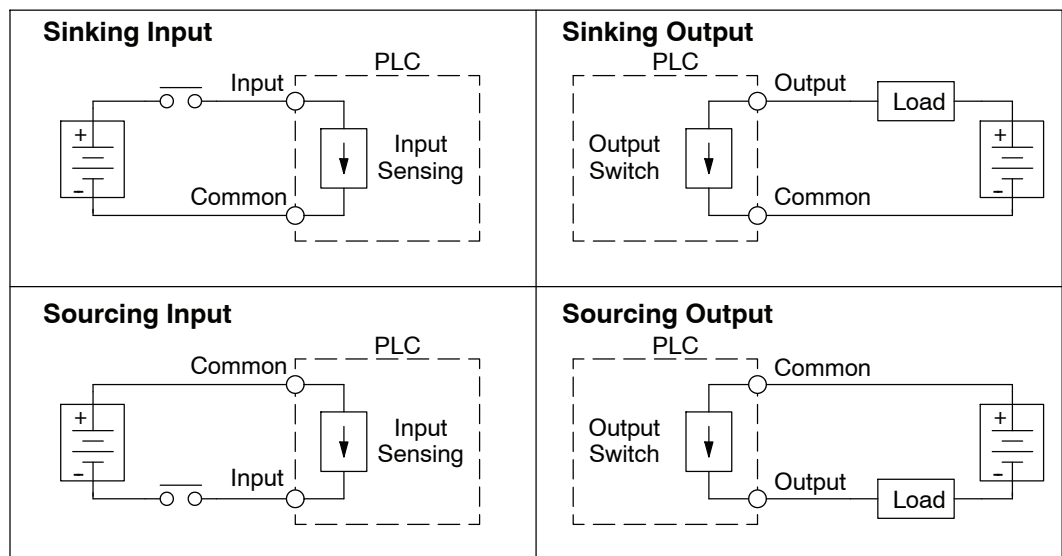 Sinking Input
PLC
Input
+
−
Input
Sensing
Common
Sinking Output
PLC
Output
Load
Output
Switch
+
−
Common
Sourcing Input
PLC
Common
+
−
Input
Sensing
Input
Sourcing Output
PLC
Common
Output
Switch
+
−
Output
Load